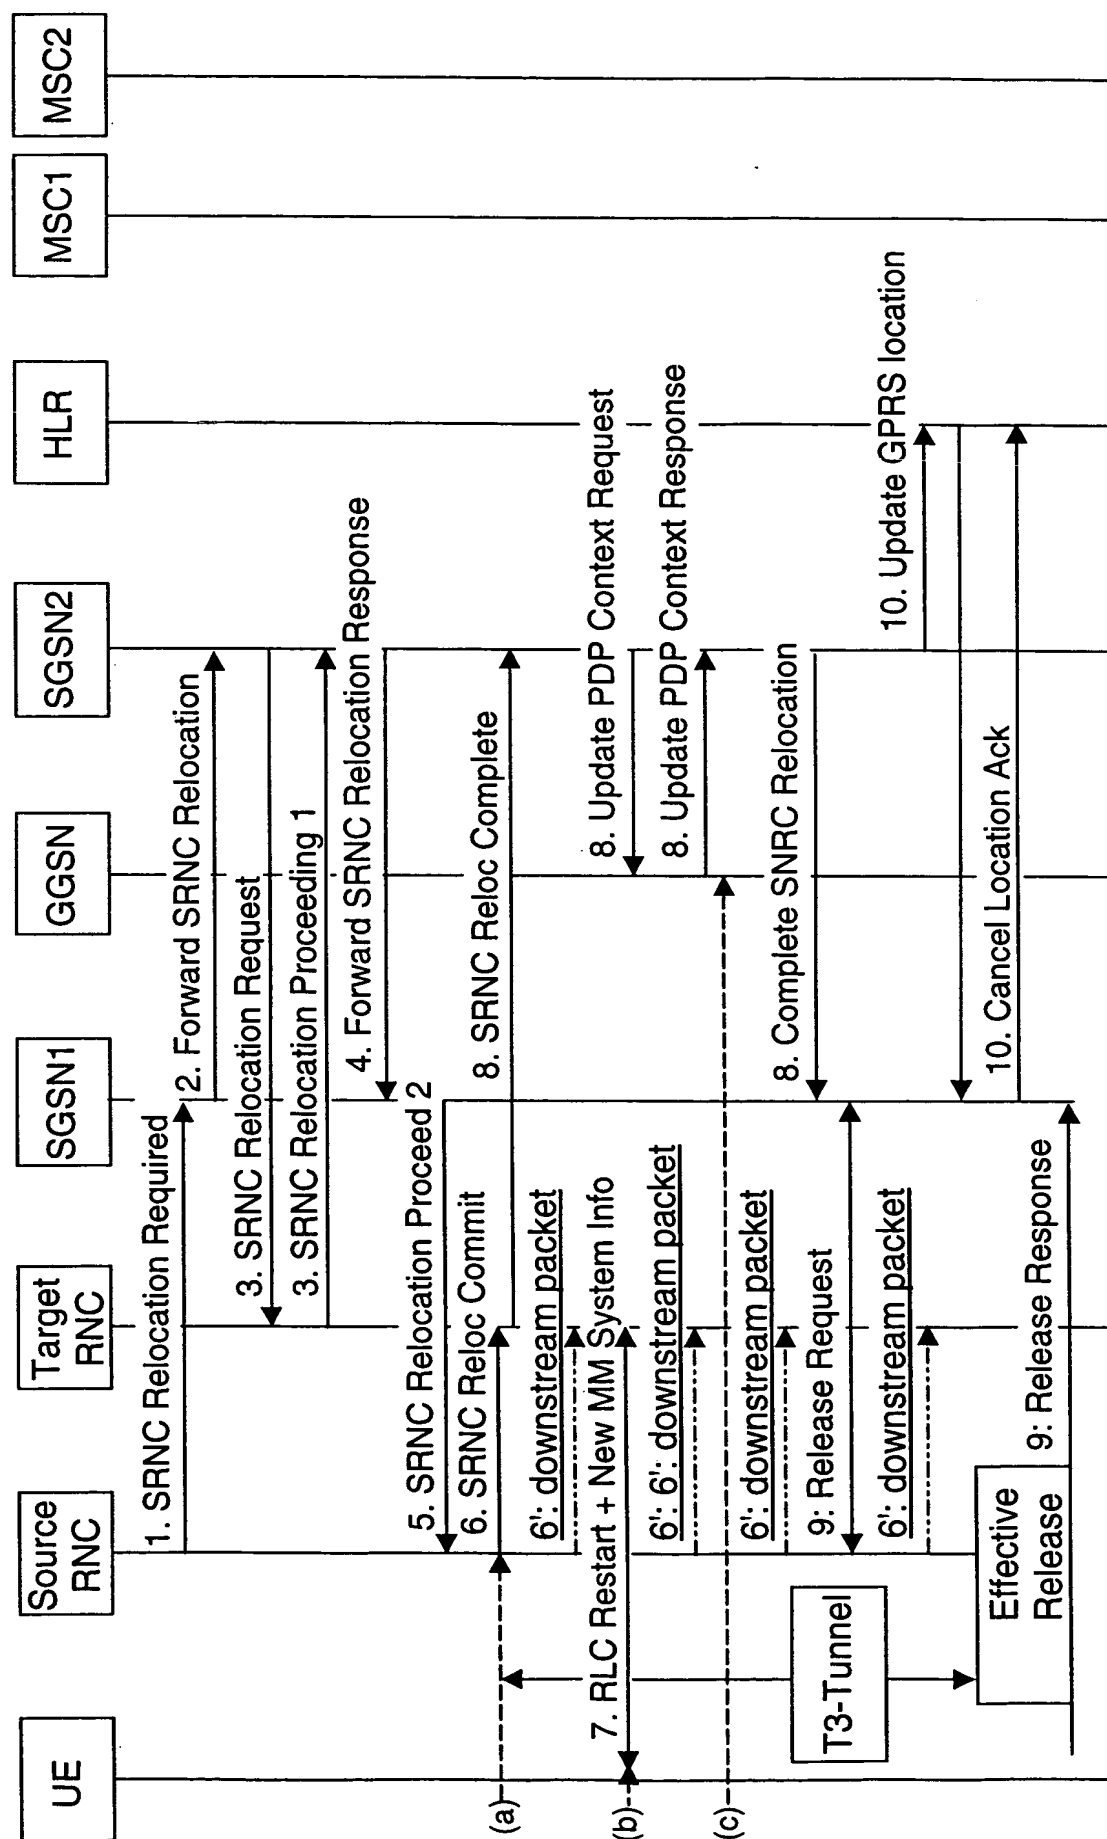 UE
Source
RNC
Target
RNC
SGSN1
GGSN
SGSN2
HLR
MSC1
MSC2
1. SRNC Relocation Required
2. Forward SRNC Relocation
3. SRNC Relocation Request
3. SRNC Relocation Proceeding 1
4. Forward SRNC Relocation Response
5. SRNC Relocation Proceed 2
(a)
6. SRNC Reloc Commit
8. SRNC Reloc Complete
6': downstream packet
(b)
7. RLC Restart + New MM System Info
8. Update PDP Context Request
6': 6': downstream packet
8. Update PDP Context Response
(c)
6': downstream packet
8. Complete SNRC Relocation
T3-Tunnel
9: Release Request
6': downstream packet
10. Update GPRS location
Effective
Release
10. Cancel Location Ack
9: Release Response